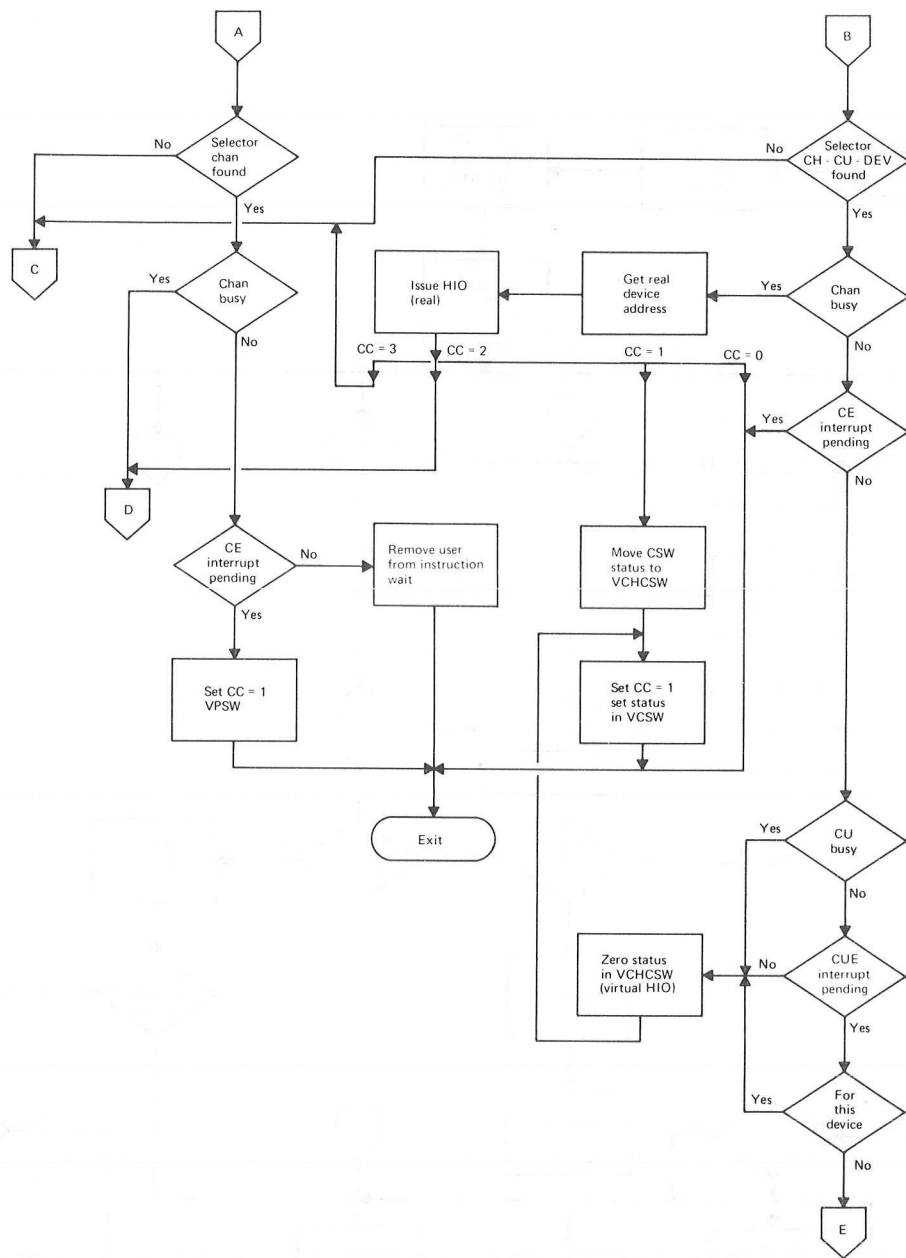 A
B
No
Selector
chan
found
Yes
No
Selector
CH - CU - DEV
found
Yes
C
Yes
Chan
busy
No
Issue HIO
(real)
Get real
device
address
Yes
Chan
busy
No
CC = 3
CC = 2
CC = 1
CC = 0
Yes
CE
interrupt
pending
No
D
CE
interrupt
pending
No
Yes
Remove user
from instruction
wait
Move CSW
status to
VCHCSW
Set CC = 1
VPSW
Set CC = 1
set status
in VCSW
Exit
Yes
CU
busy
No
Zero status
in VCHCSW
(virtual HIO)
No
CUE
interrupt
pending
Yes
Yes
For
this
device
No
E